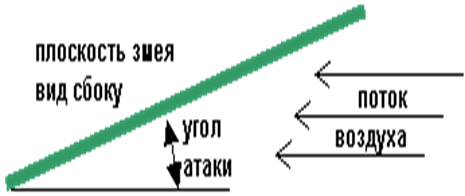 плоскость змея
вид сбоку
угол
атаки
поток
воздуха